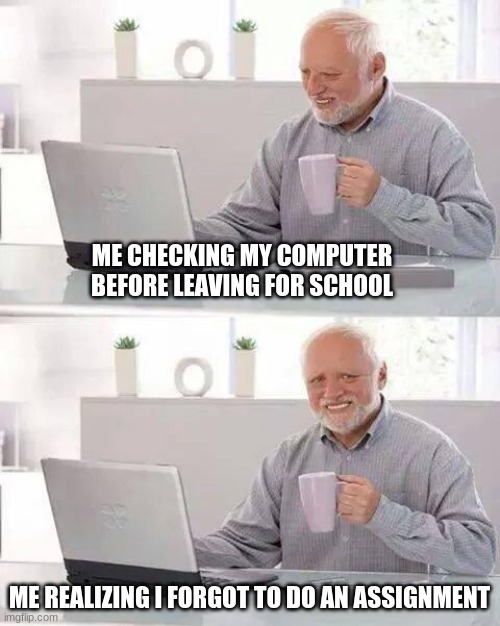 ME CHECKING MY COMPUTER
BEFORE LEAVING FOR SCHOOL
ME REALIZING I FORGOT TO DO AN ASSIGNMENT
imgflip.com